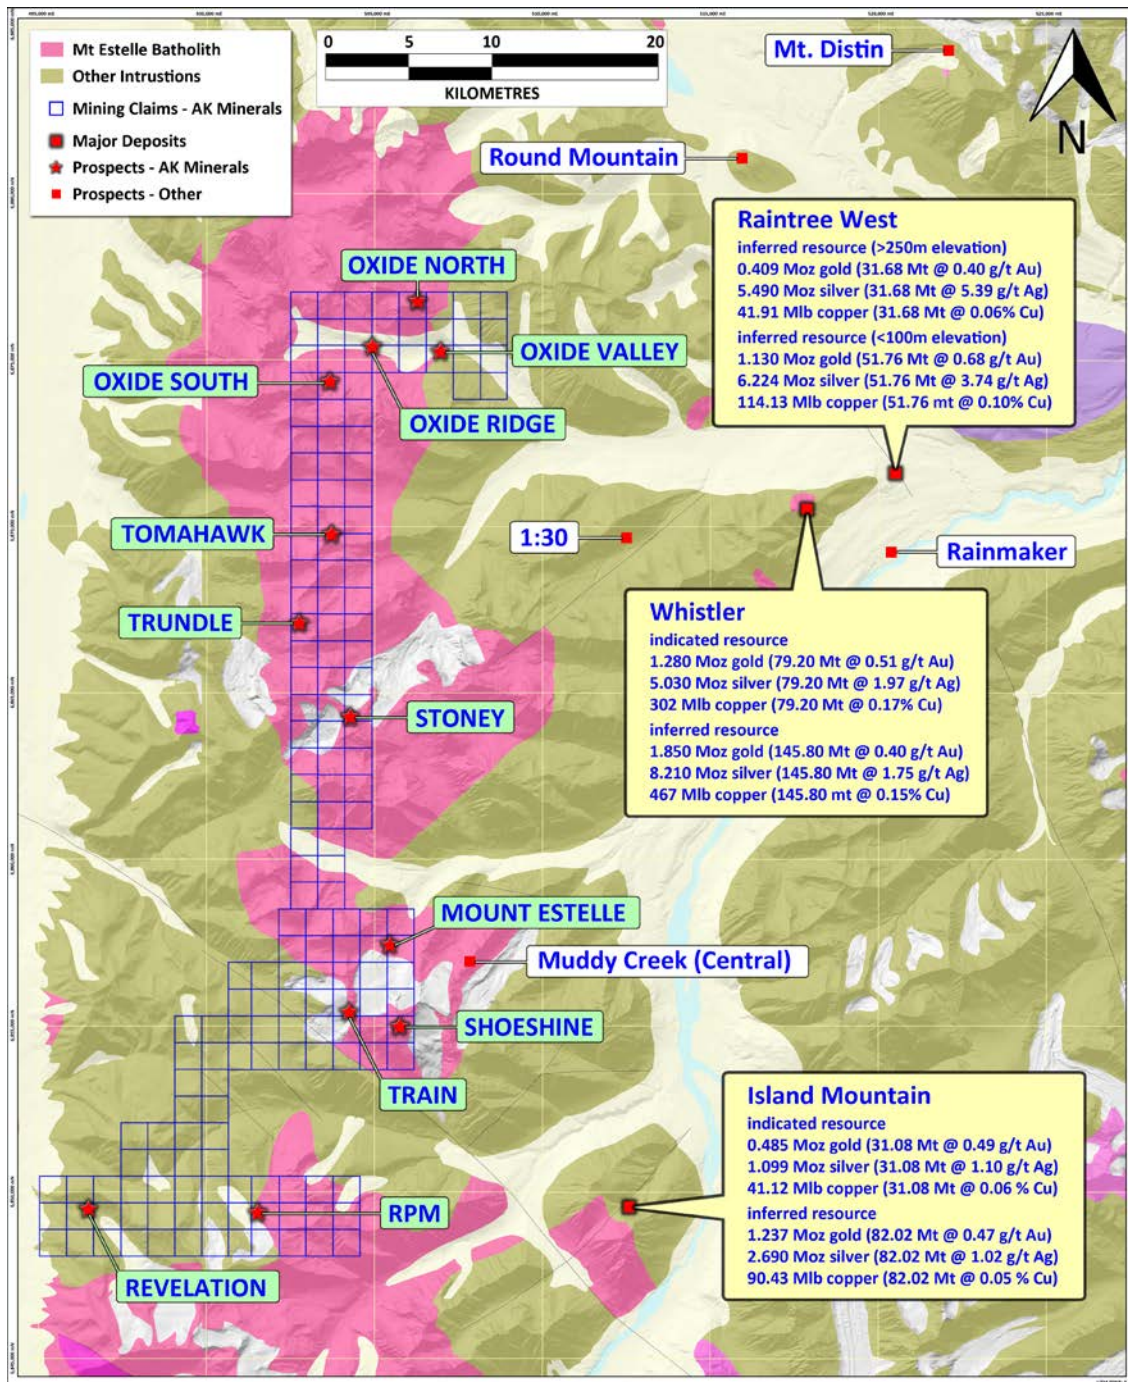 Mt Estelle Batholith
Other Intrustions
Mining Claims - AK Minerals
Major Deposits
Prospects - AK Minerals
Prospects - Other
0 5 10 20
KILOMETRES
Mt. Distin
N
Round Mountain
Raintree West
inferred resource (>250m elevation)
0.409 Moz gold (31.68 Mt @ 0.40 g/t Au)
5.490 Moz silver (31.68 Mt @ 5.39 g/t Ag)
41.91 Mlb copper (31.68 Mt @ 0.06% Cu)
inferred resource (<100m elevation)
1.130 Moz gold (51.76 Mt @ 0.68 g/t Au)
6.224 Moz silver (51.76 Mt @ 3.74 g/t Ag)
114.13 Mlb copper (51.76 mt @ 0.10% Cu)
OXIDE NORTH
OXIDE VALLEY
OXIDE SOUTH
OXIDE RIDGE
TOMAHAWK
1:30
Rainmaker
TRUNDLE
Whistler
indicated resource
1.280 Moz gold (79.20 Mt @ 0.51 g/t Au)
5.030 Moz silver (79.20 Mt @ 1.97 g/t Ag)
302 Mlb copper (79.20 Mt @ 0.17% Cu)
inferred resource
1.850 Moz gold (145.80 Mt @ 0.40 g/t Au)
8.210 Moz silver (145.80 Mt @ 1.75 g/t Ag)
467 Mlb copper (145.80 mt @ 0.15% Cu)
STONEY
MOUNT ESTELLE
Muddy Creek (Central)
SHOESHINE
TRAIN
Island Mountain
indicated resource
0.485 Moz gold (31.08 Mt @ 0.49 g/t Au)
1.099 Moz silver (31.08 Mt @ 1.10 g/t Ag)
41.12 Mlb copper (31.08 Mt @ 0.06 % Cu)
inferred resource
1.237 Moz gold (82.02 Mt @ 0.47 g/t Au)
2.690 Moz silver (82.02 Mt @ 1.02 g/t Ag)
90.43 Mlb copper (82.02 Mt @ 0.05 % Cu)
RPM
REVELATION